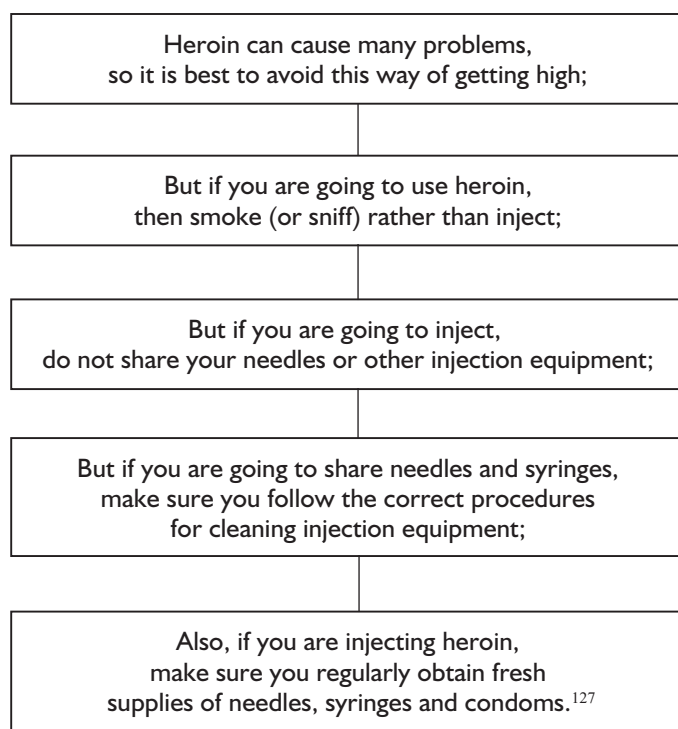 Heroin can cause many problems,
so it is best to avoid this way of getting high;
But if you are going to use heroin,
then smoke (or sniff) rather than inject;
But if you are going to inject,
do not share your needles or other injection equipment;
But if you are going to share needles and syringes,
make sure you follow the correct procedures
for cleaning injection equipment;
Also, if you are injecting heroin,
make sure you regularly obtain fresh
supplies of needles, syringes and condoms.127